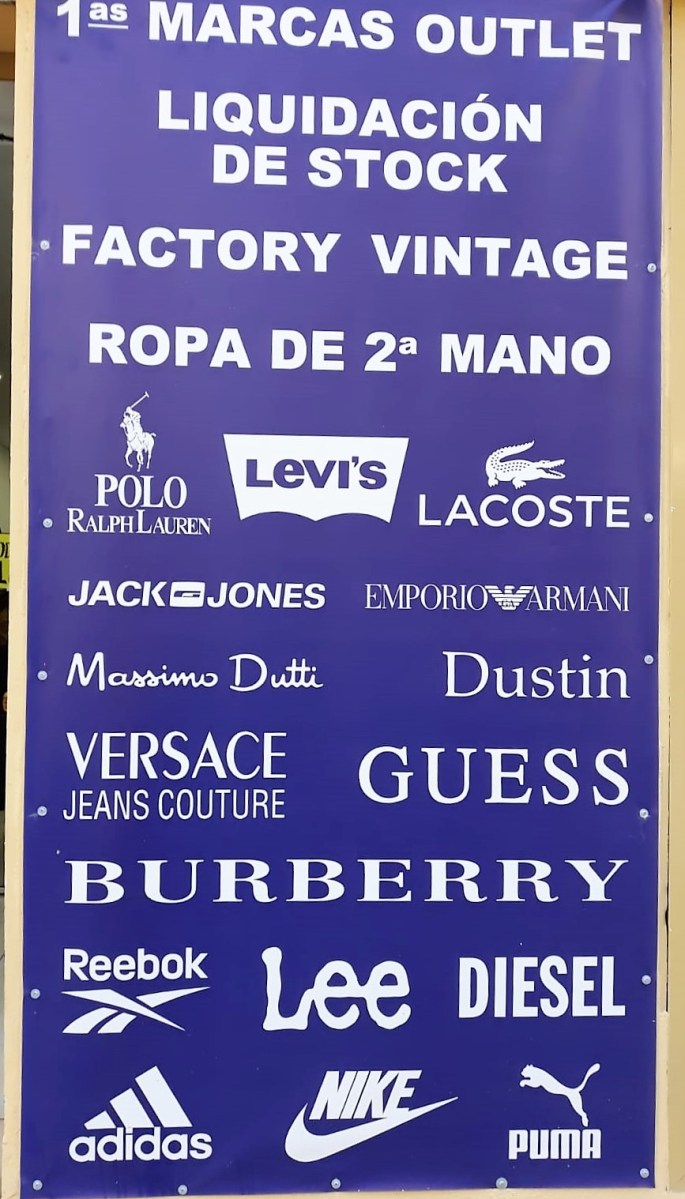 1as MARCAS OUTLET
LIQUIDACIÓN
DE STOCK
FACTORY VINTAGE
ROPA DE 2ª MANO
POLO
RALPH LAUREN
LEVI'S
LACOSTE
JACK JONES
EMPORIO ARMANI
Massimo Dutti
Dustin
VERSACE
JEANS COUTURE
GUESS
BURBERRY
Reebok
Lee
DIESEL
adidas
NIKE
PUMA